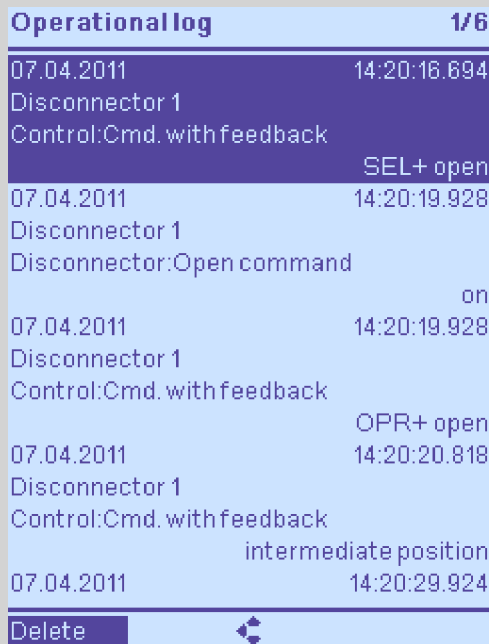 Operational log 1/6
07.04.2011 14:20:16.694
Disconnector 1
Control:Cmd. with feedback
SEL+ open
07.04.2011 14:20:19.928
Disconnector 1
Disconnector:Open command
on
07.04.2011 14:20:19.928
Disconnector 1
Control:Cmd. with feedback
OPR+ open
07.04.2011 14:20:20.818
Disconnector 1
Control:Cmd. with feedback
intermediate position
07.04.2011 14:20:29.924
Delete